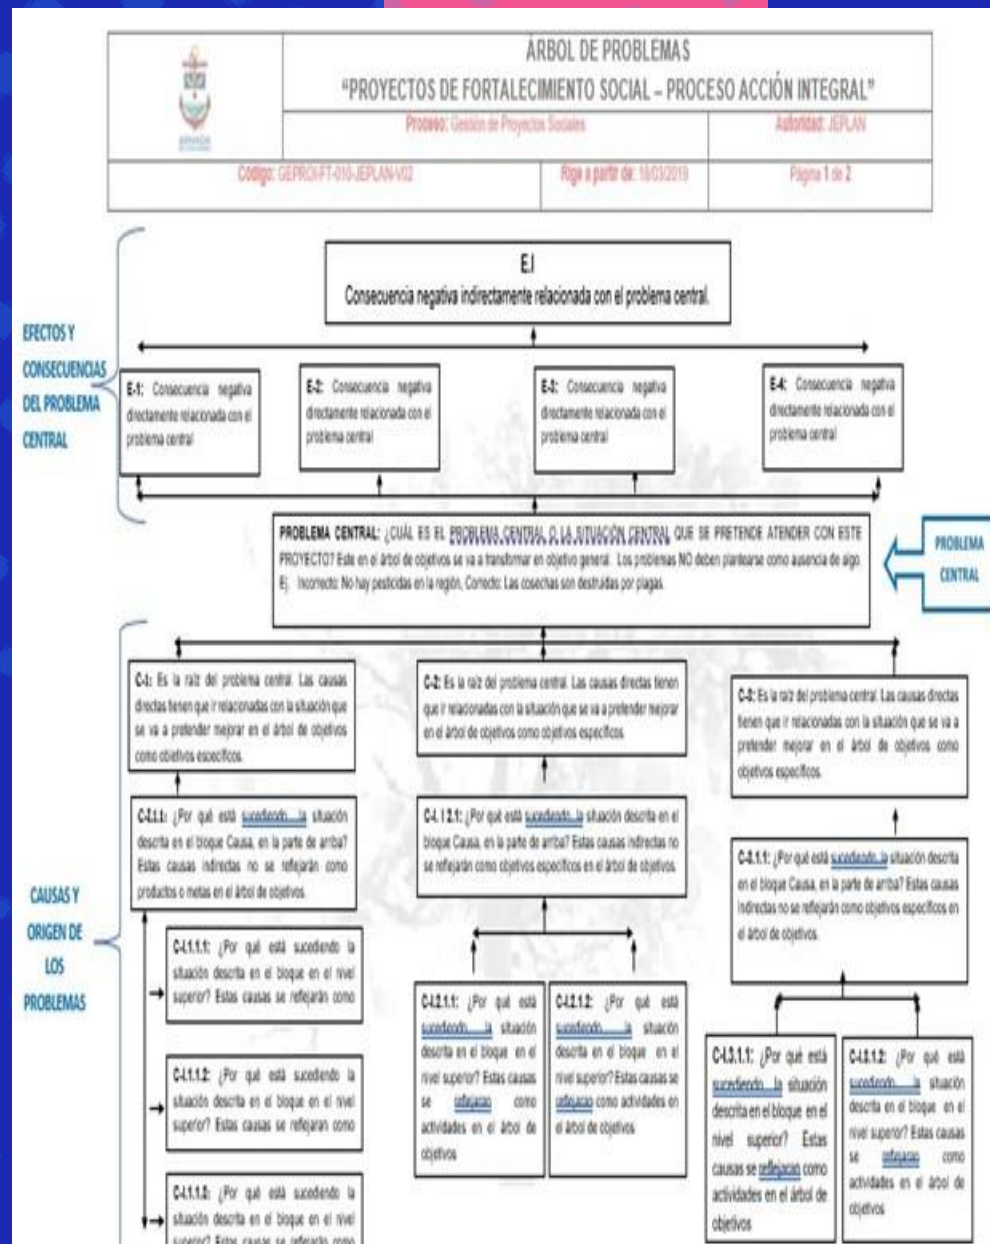 ÁRBOL DE PROBLEMAS
"PROYECTOS DE FORTALECIMIENTO SOCIAL – PROCESO ACCIÓN INTEGRAL"
Proceso: Gestión de Proyectos Sociales
Autoridad: JEPLAN
Código: GEPROI-FT-010-JEPLAN-V02
Rige a partir de: 18/03/2019
Página 1 de 2
E.I
Consecuencia negativa indirectamente relacionada con el problema central.
EFECTOS Y
CONSECUENCIAS
DEL PROBLEMA
CENTRAL
E-1: Consecuencia negativa
directamente relacionada con el
problema central
E-2: Consecuencia negativa
directamente relacionada con el
problema central
E-3: Consecuencia negativa
directamente relacionada con el
problema central
E-4: Consecuencia negativa
directamente relacionada con el
problema central
PROBLEMA CENTRAL: ¿CUÁL ES EL PROBLEMA CENTRAL O LA SITUACIÓN CENTRAL QUE SE PRETENDE ATENDER CON ESTE
PROYECTO? Este en el árbol de objetivos se va a transformar en objetivo general. Los problemas NO deben plantearse como ausencia de algo.
Ej. Incorrecto: No hay pesticidas en la región, Correcto: Las cosechas son destruidas por plagas.
PROBLEMA
CENTRAL
C-1: Es la raíz del problema central. Las causas
directas tienen que ir relacionadas con la situación que
se va a pretender mejorar en el árbol de objetivos
como objetivos específicos.
C-2: Es la raíz del problema central. Las causas directas tienen
que ir relacionadas con la situación que se va a pretender mejorar
en el árbol de objetivos como objetivos específicos.
C-3: Es la raíz del problema central. Las causas directas
tienen que ir relacionadas con la situación que se va a
pretender mejorar en el árbol de objetivos como
objetivos específicos.
C-I.1.1: ¿Por qué está sucediendo la situación
descrita en el bloque Causa, en la parte de arriba?
Estas causas indirectas no se reflejarán como
productos o metas en el árbol de objetivos.
C-I. I 2.1: ¿Por qué está sucediendo la situación descrita en el
bloque Causa, en la parte de arriba? Estas causas indirectas no
se reflejarán como objetivos específicos en el árbol de objetivos.
C-3.1.1: ¿Por qué está sucediendo la situación descrita
en el bloque Causa, en la parte de arriba? Estas causas
indirectas no se reflejarán como objetivos específicos en
el árbol de objetivos.
CAUSAS Y
ORIGEN DE
LOS
PROBLEMAS
C-I.1.1.1: ¿Por qué está sucediendo la
situación descrita en el bloque en el nivel
superior? Estas causas se reflejarán como
C-I.1.1.2: ¿Por qué está sucediendo la
situación descrita en el bloque en el nivel
superior? Estas causas se reflejaran como
C-I.1.1.2: ¿Por qué está sucediendo la
situación descrita en el bloque en el nivel
superior? Estas causas se reflejarán como
C-I.2.1.1: ¿Por qué está
sucediendo la situación
descrita en el bloque en el
nivel superior? Estas causas
se reflejaran como
actividades en el árbol de
objetivos
C-I.2.1.2: ¿Por qué está
sucediendo la situación
descrita en el bloque en el
nivel superior? Estas causas se
reflejaran como actividades en
el árbol de objetivos
C-I.3.1.1: ¿Por qué está
sucediendo la situación
descrita en el bloque en el
nivel superior? Estas
causas se reflejaran como
actividades en el árbol de
objetivos
C-I.3.1.2: ¿Por qué está
sucediendo la situación
descrita en el bloque en el
nivel superior? Estas causas
se reflejaran como
actividades en el árbol de
objetivos